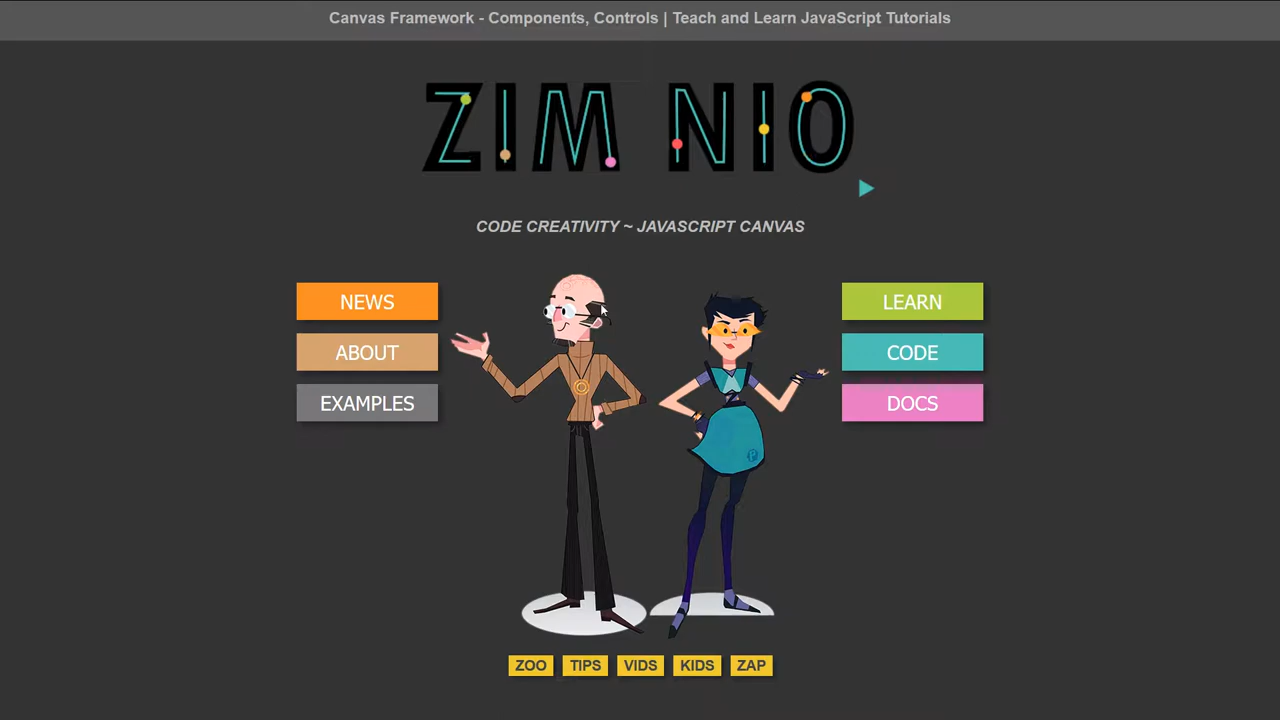 Canvas Framework - Components, Controls | Teach and Learn JavaScript Tutorials
ZIM NIO
CODE CREATIVITY ~ JAVASCRIPT CANVAS
NEWS
ABOUT
EXAMPLES
LEARN
CODE
DOCS
P
ZOO TIPS VIDS KIDS ZAP